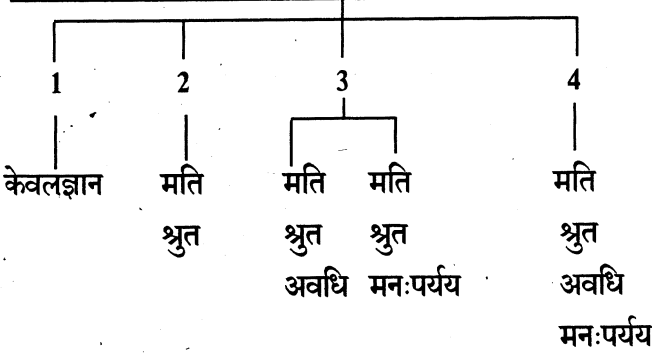 1 2 3 4
केवलज्ञान मति मति मति मति
श्रुत श्रुत श्रुत श्रुत
अवधि मनःपर्यय अवधि
मनःपर्यय